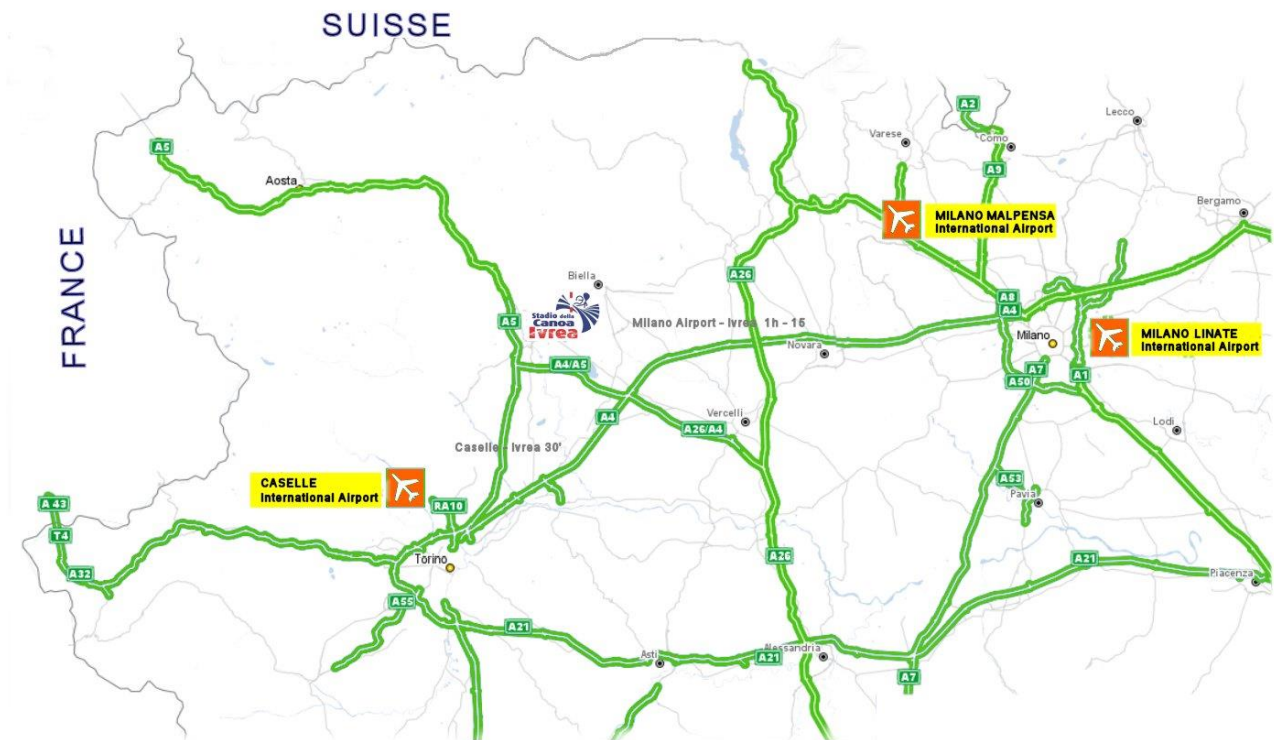 SUISSE
FRANCE
A5
Aosta
A2
Lecco
Varese
Como
A9
Bergamo
MILANO MALPENSA
International Airport
A26
Biella
Stadio della
Canoa
Ivrea
A5
Milano Airport - Ivrea 1h - 15
A8
A4
Milano
MILANO LINATE
International Airport
Novara
A4/A5
A7
A50
A1
A4
Vercelli
A26/A4
Lodi
Caselle - Ivrea 30'
CASELLE
International Airport
RA10
A53
Pavia
A 43
T4
A32
Torino
A26
A21
Piacenza
A55
A21
Asti
A21
Alessandria
A7